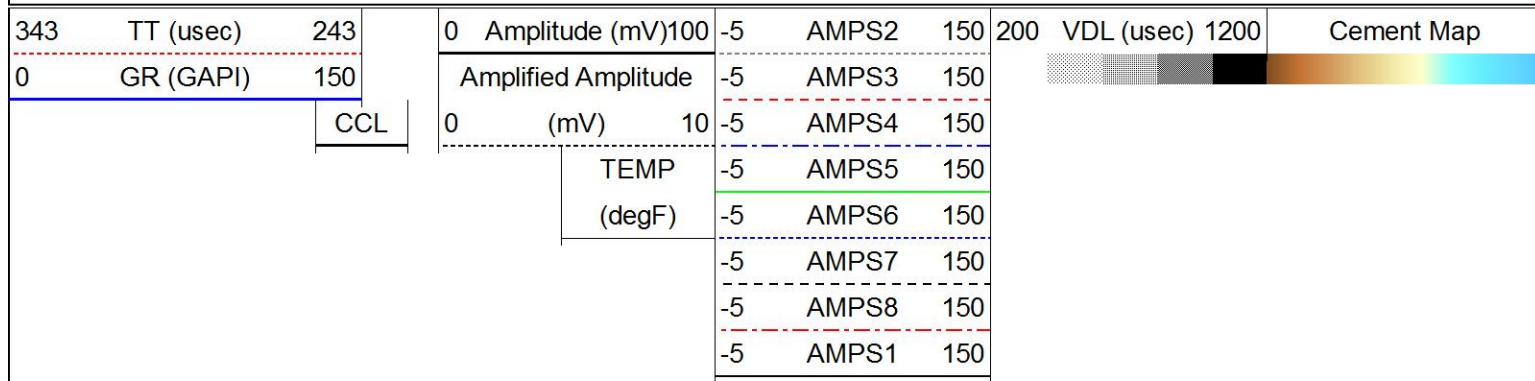 343 TT (usec) 243 0 Amplitude (mV)100 -5 AMPS2 150 200 VDL (usec) 1200 Cement Map
0 GR (GAPI) 150 Amplified Amplitude -5 AMPS3 150
CCL 0 (mV) 10 -5 AMPS4 150
TEMP -5 AMPS5 150
(degF) -5 AMPS6 150
-5 AMPS7 150
-5 AMPS8 150
-5 AMPS1 150